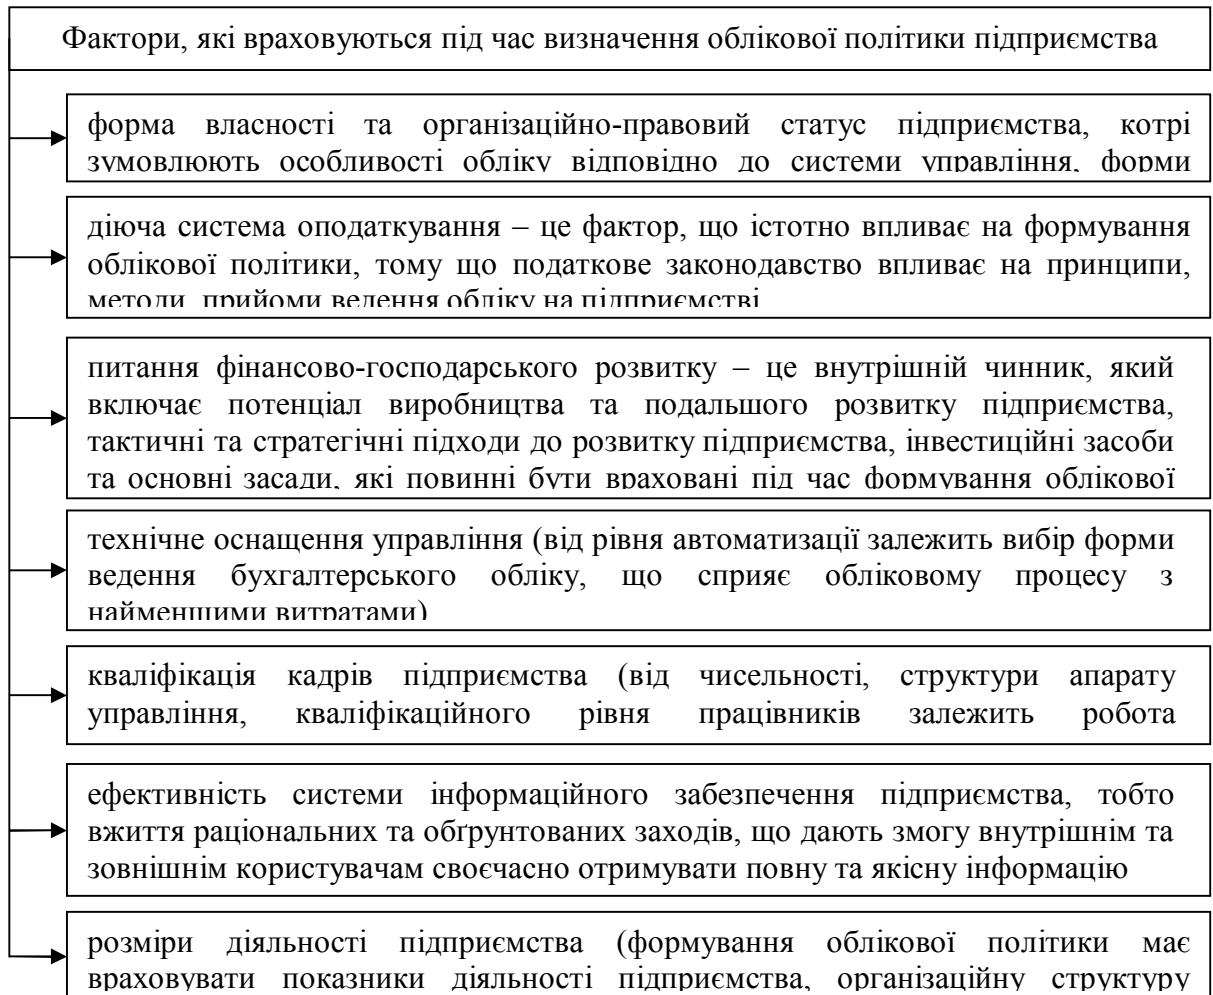 Фактори, які враховуються під час визначення облікової політики підприємства
форма власності та організаційно-правовий статус підприємства, котрі
зумовлюють особливості обліку відповідно до системи управління, форми
діюча система оподаткування – це фактор, що істотно впливає на формування
облікової політики, тому що податкове законодавство впливає на принципи,
методи, прийоми ведення обліку на підприємстві
питання фінансово-господарського розвитку – це внутрішній чинник, який
включає потенціал виробництва та подальшого розвитку підприємства,
тактичні та стратегічні підходи до розвитку підприємства, інвестиційні засоби
та основні засади, які повинні бути враховані під час формування облікової
технічне оснащення управління (від рівня автоматизації залежить вибір форми
ведення бухгалтерського обліку, що сприяє обліковому процесу з
найменшими витратами)
кваліфікація кадрів підприємства (від чисельності, структури апарату
управління, кваліфікаційного рівня працівників залежить робота
ефективність системи інформаційного забезпечення підприємства, тобто
вжиття раціональних та обґрунтованих заходів, що дають змогу внутрішнім та
зовнішнім користувачам своєчасно отримувати повну та якісну інформацію
розміри діяльності підприємства (формування облікової політики має
враховувати показники діяльності підприємства, організаційну структуру